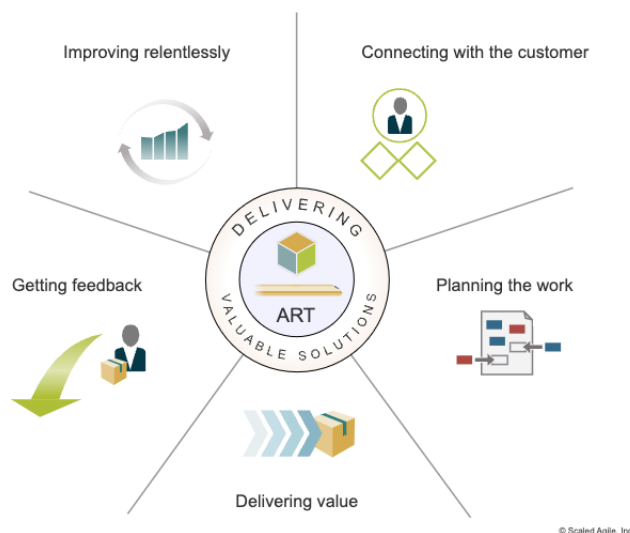 Improving relentlessly
Connecting with the customer
DELIVERING
VALUABLE SOLUTIONS
ART
Getting feedback
Planning the work
Delivering value
© Scaled Agile, Inc